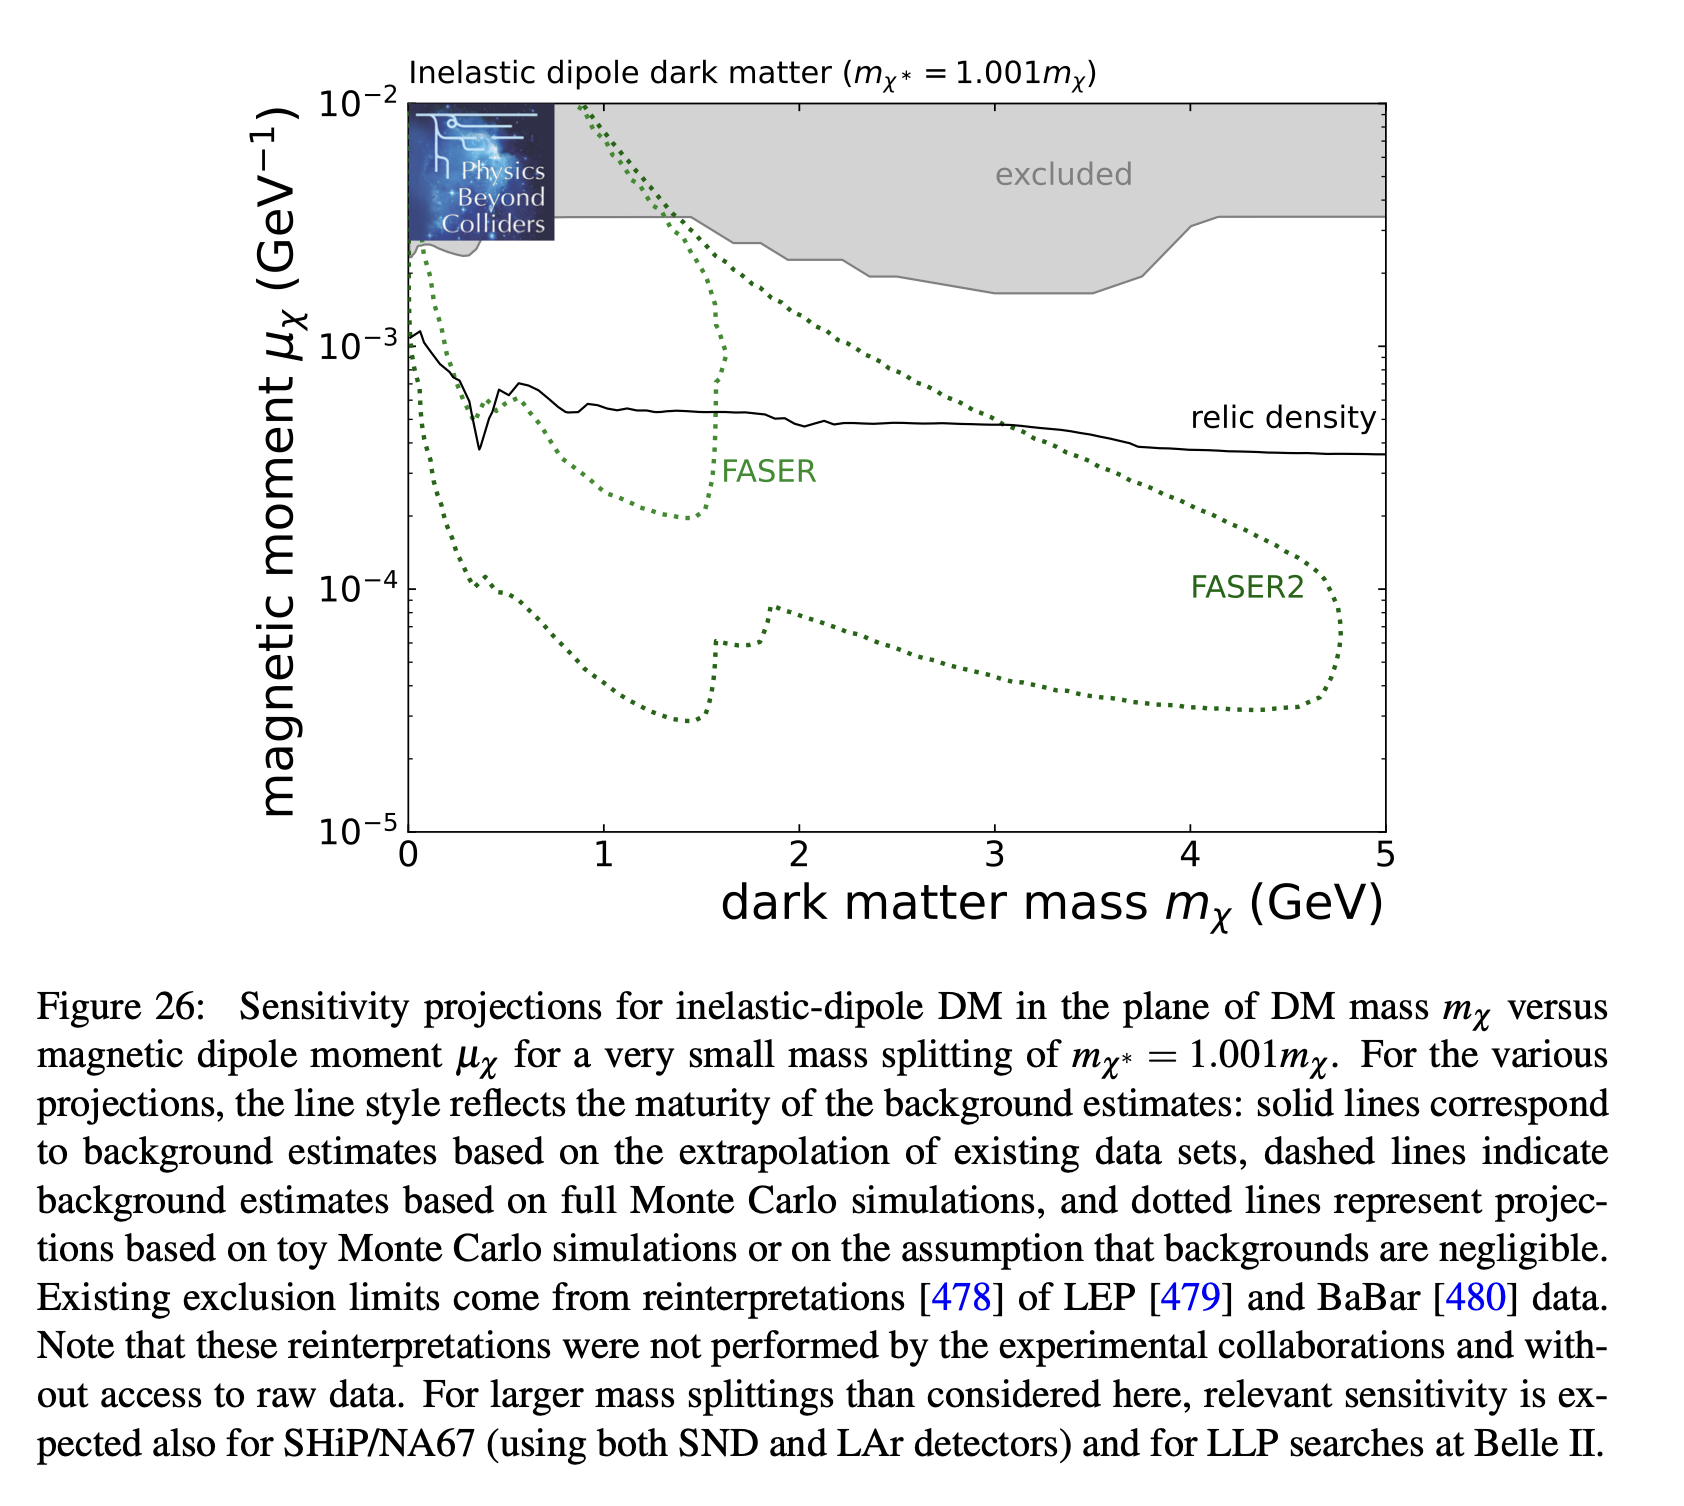 Inelastic dipole dark matter (mχ* = 1.001mχ)
10⁻²
Physics
Beyond
Colliders
excluded
magnetic moment μχ (GeV⁻¹)
10⁻³
relic density
FASER
10⁻⁴
FASER2
10⁻⁵
0 1 2 3 4 5
dark matter mass mχ (GeV)
Figure 26: Sensitivity projections for inelastic-dipole DM in the plane of DM mass mχ versus
magnetic dipole moment μχ for a very small mass splitting of mχ* = 1.001mχ. For the various
projections, the line style reflects the maturity of the background estimates: solid lines correspond
to background estimates based on the extrapolation of existing data sets, dashed lines indicate
background estimates based on full Monte Carlo simulations, and dotted lines represent projec-
tions based on toy Monte Carlo simulations or on the assumption that backgrounds are negligible.
Existing exclusion limits come from reinterpretations [478] of LEP [479] and BaBar [480] data.
Note that these reinterpretations were not performed by the experimental collaborations and with-
out access to raw data. For larger mass splittings than considered here, relevant sensitivity is ex-
pected also for SHiP/NA67 (using both SND and LAr detectors) and for LLP searches at Belle II.